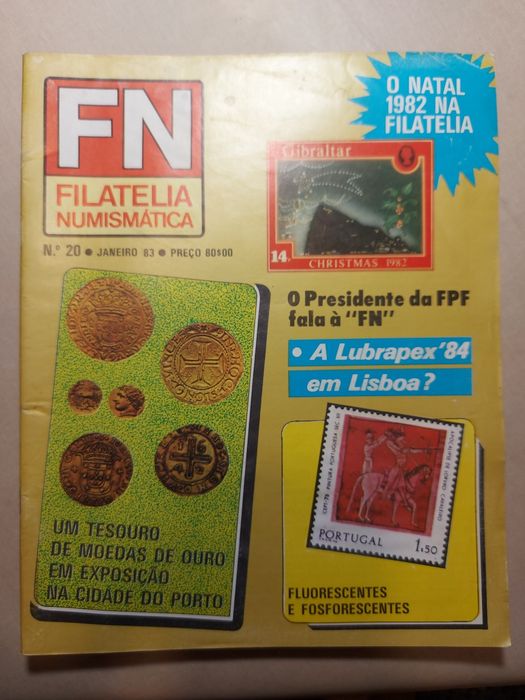 FN
FILATELIA
NUMISMÁTICA
N.º 20 ● JANEIRO 83 ● PREÇO 80$00
O NATAL
1982 NA
FILATELIA
Gibraltar
14p
CHRISTMAS 1982
O Presidente da FPF
fala à "FN"
• A Lubrapex'84
em Lisboa?
UM TESOURO
DE MOEDAS DE OURO
EM EXPOSIÇÃO
NA CIDADE DO PORTO
PORTUGAL
1$50
FLUORESCENTES
E FOSFORESCENTES